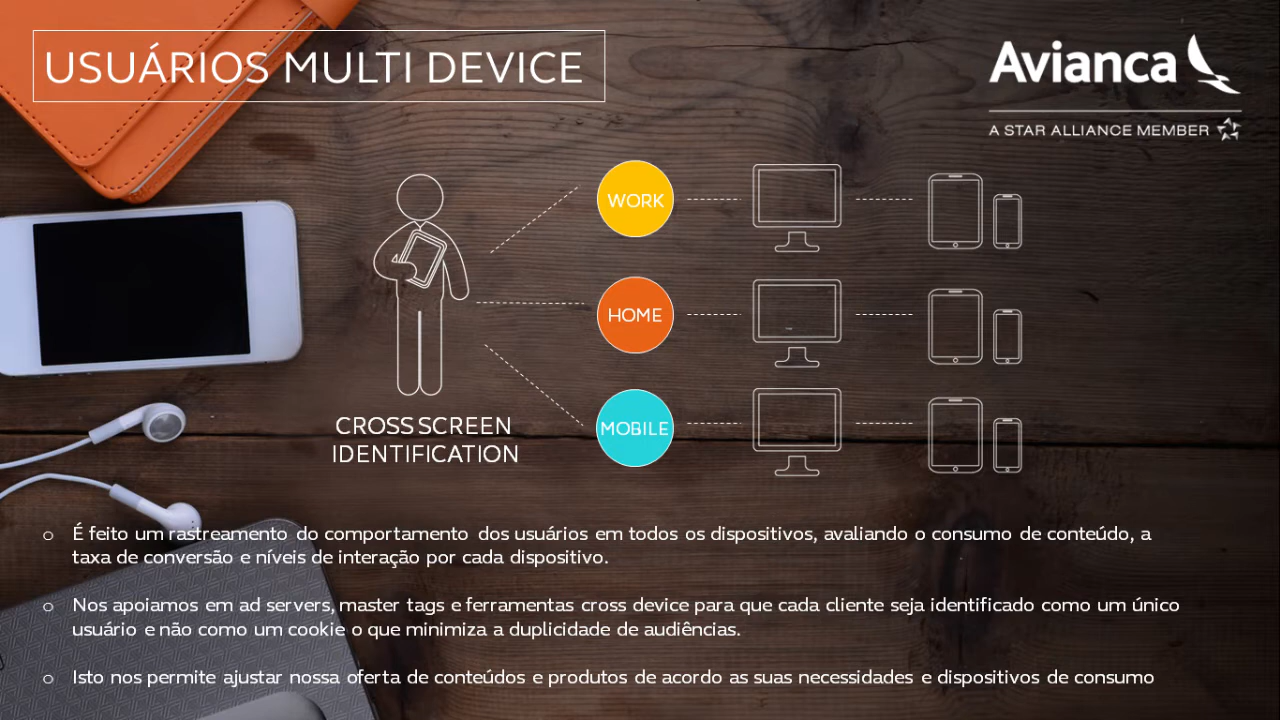 USUÁRIOS MULTI DEVICE
Avianca
A STAR ALLIANCE MEMBER
WORK
HOME
MOBILE
CROSS SCREEN
IDENTIFICATION
o É feito um rastreamento do comportamento dos usuários em todos os dispositivos, avaliando o consumo de conteúdo, a
taxa de conversão e níveis de interação por cada dispositivo.
o Nos apoiamos em ad servers, master tags e ferramentas cross device para que cada cliente seja identificado como um único
usuário e não como um cookie o que minimiza a duplicidade de audiências.
o Isto nos permite ajustar nossa oferta de conteúdos e produtos de acordo as suas necessidades e dispositivos de consumo